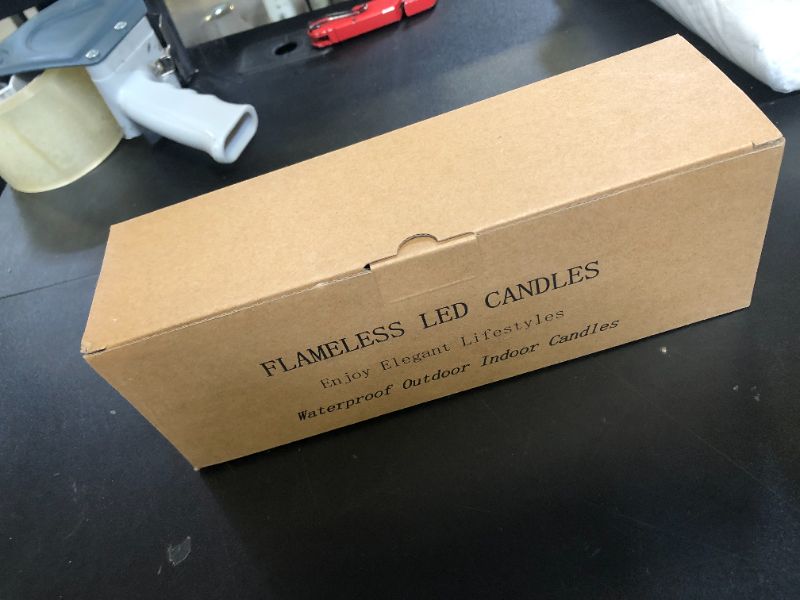 FLAMELESS LED CANDLES
Enjoy Elegant Lifestyles
Waterproof Outdoor Indoor Candles